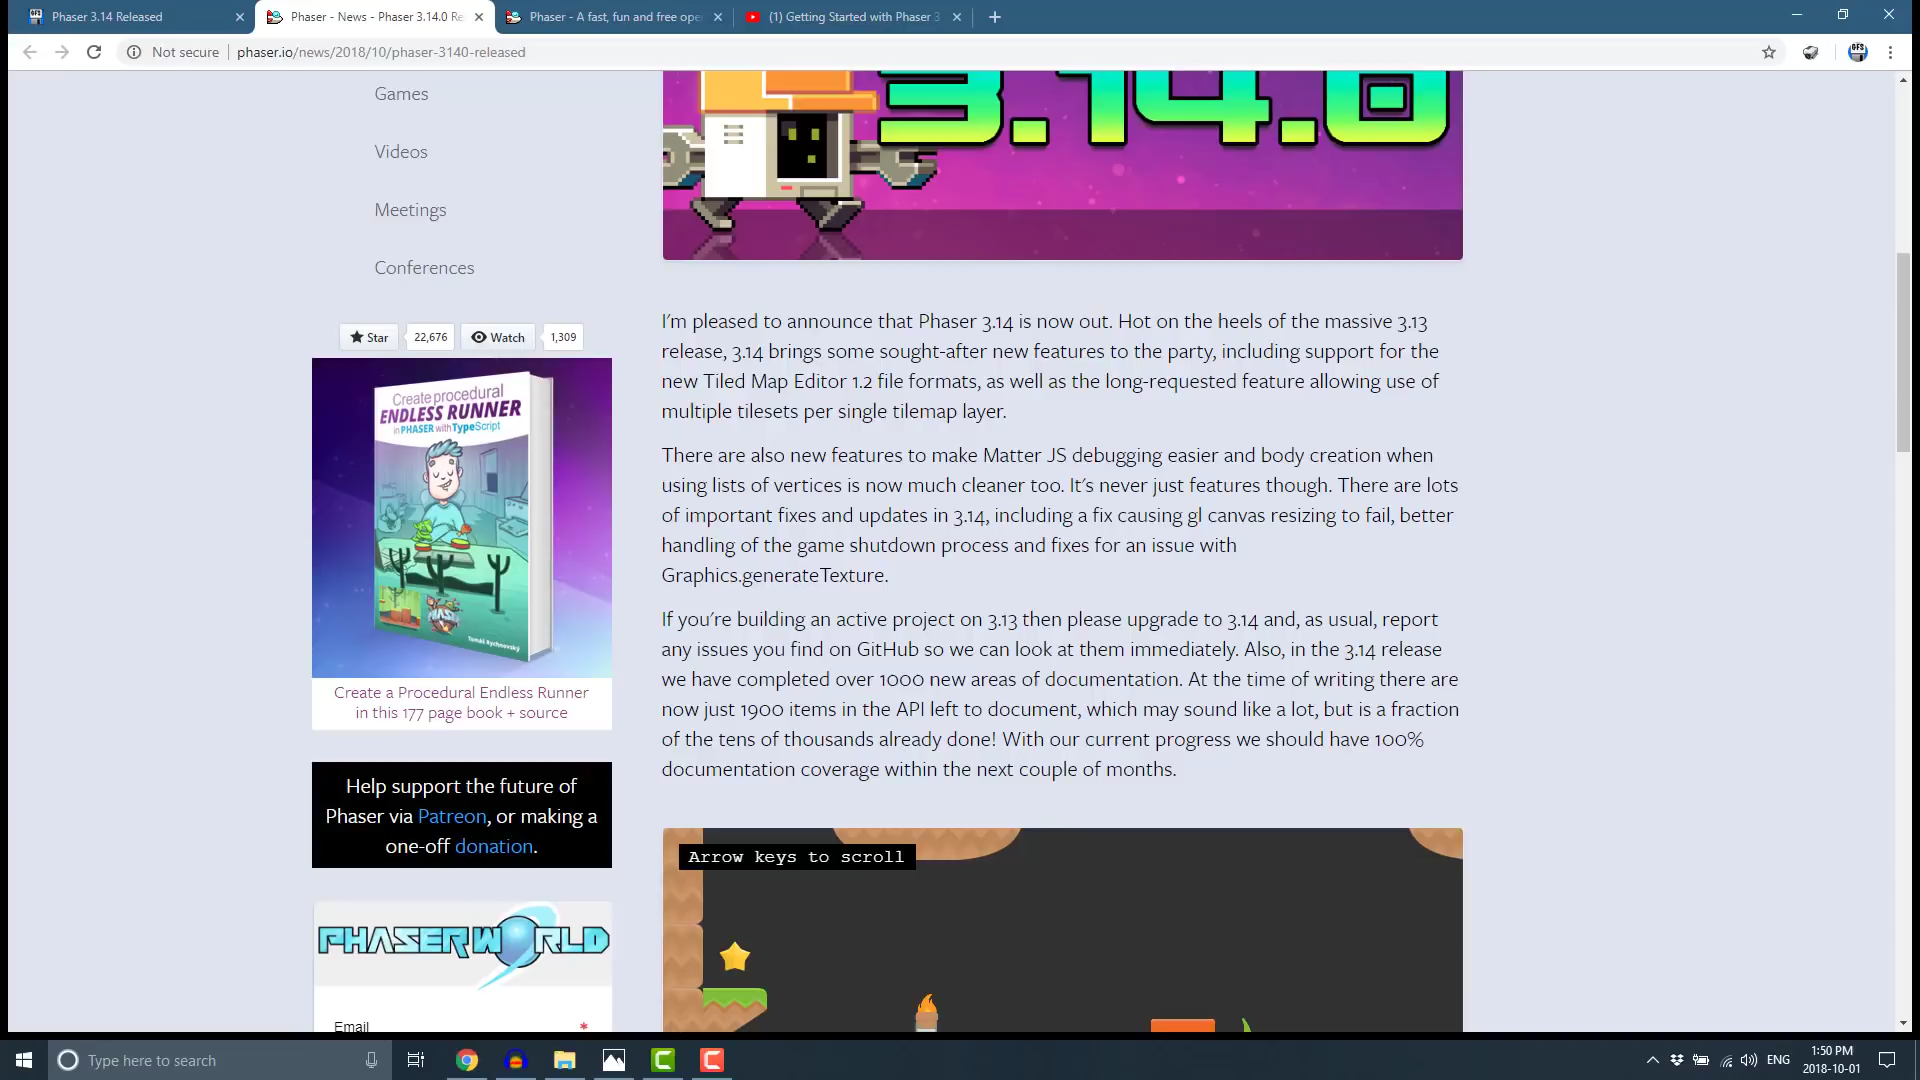 Phaser 3.14 Released
Phaser - News - Phaser 3.14.0 Re
Phaser - A fast, fun and free ope
(1) Getting Started with Phaser 3
Not secure
phaser.io/news/2018/10/phaser-3140-released
Games
Videos
Meetings
Conferences
Star
22,676
Watch
1,309
Create procedural
ENDLESS RUNNER
in PHASER with TypeScript
Tomáš Rychnovský
Create a Procedural Endless Runner
in this 177 page book + source
Help support the future of
Phaser via Patreon, or making a
one-off donation.
PHASER WORLD
Email *
3.14.0
I'm pleased to announce that Phaser 3.14 is now out. Hot on the heels of the massive 3.13
release, 3.14 brings some sought-after new features to the party, including support for the
new Tiled Map Editor 1.2 file formats, as well as the long-requested feature allowing use of
multiple tilesets per single tilemap layer.
There are also new features to make Matter JS debugging easier and body creation when
using lists of vertices is now much cleaner too. It's never just features though. There are lots
of important fixes and updates in 3.14, including a fix causing gl canvas resizing to fail, better
handling of the game shutdown process and fixes for an issue with
Graphics.generateTexture.
If you're building an active project on 3.13 then please upgrade to 3.14 and, as usual, report
any issues you find on GitHub so we can look at them immediately. Also, in the 3.14 release
we have completed over 1000 new areas of documentation. At the time of writing there are
now just 1900 items in the API left to document, which may sound like a lot, but is a fraction
of the tens of thousands already done! With our current progress we should have 100%
documentation coverage within the next couple of months.
Arrow keys to scroll
Type here to search
ENG
1:50 PM
2018-10-01